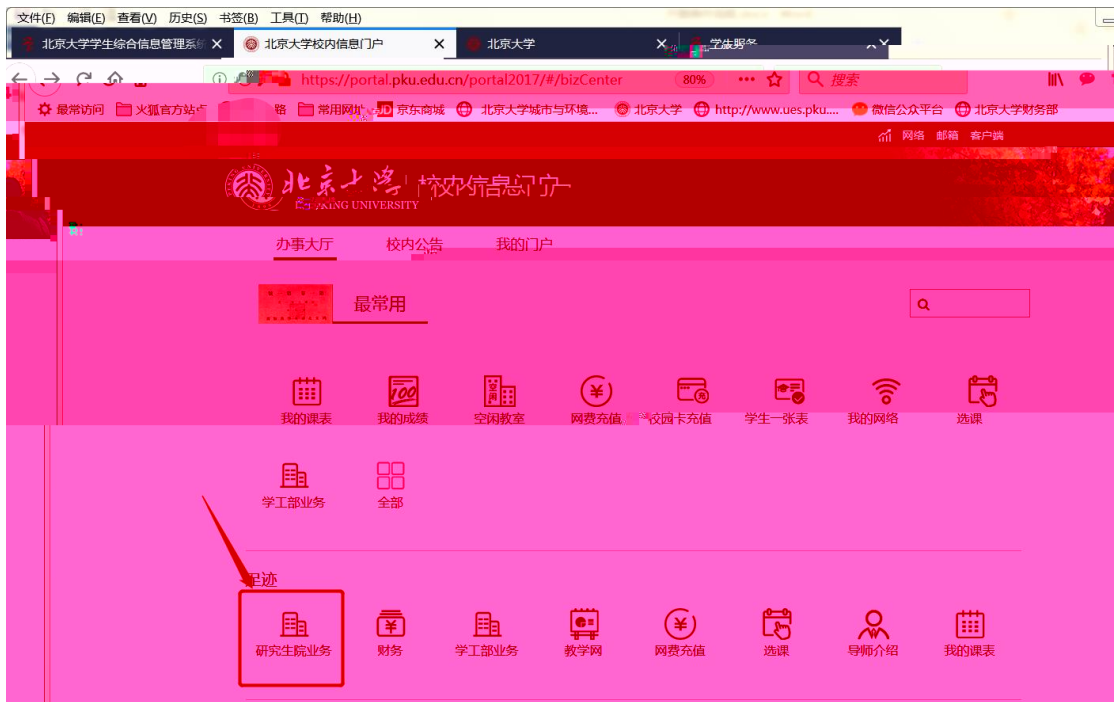 文件(F) 编辑(E) 查看(V) 历史(S) 书签(B) 工具(T) 帮助(H)
北京大学学生综合信息管理系统 × 北京大学校内信息门户 × 北京大学 ×
https://portal.pku.edu.cn/portal2017/#/bizCenter 80% ••• 搜索
最常访问 火狐官方站点 常用网址 JD 京东商城 北京大学城市与环境... 北京大学 http://www.ues.pku.... 微信公众平台 北京大学财务部
网络 邮箱 客户端
北京大学 校内信息门户
PEKING UNIVERSITY
办事大厅 校内公告 我的门户
最常用
我的课表 我的成绩 空闲教室 网费充值 校园卡充值 学生一张表 我的网络 选课
学工部业务 全部
足迹
研究生院业务 财务 学工部业务 教学网 网费充值 选课 导师介绍 我的课表